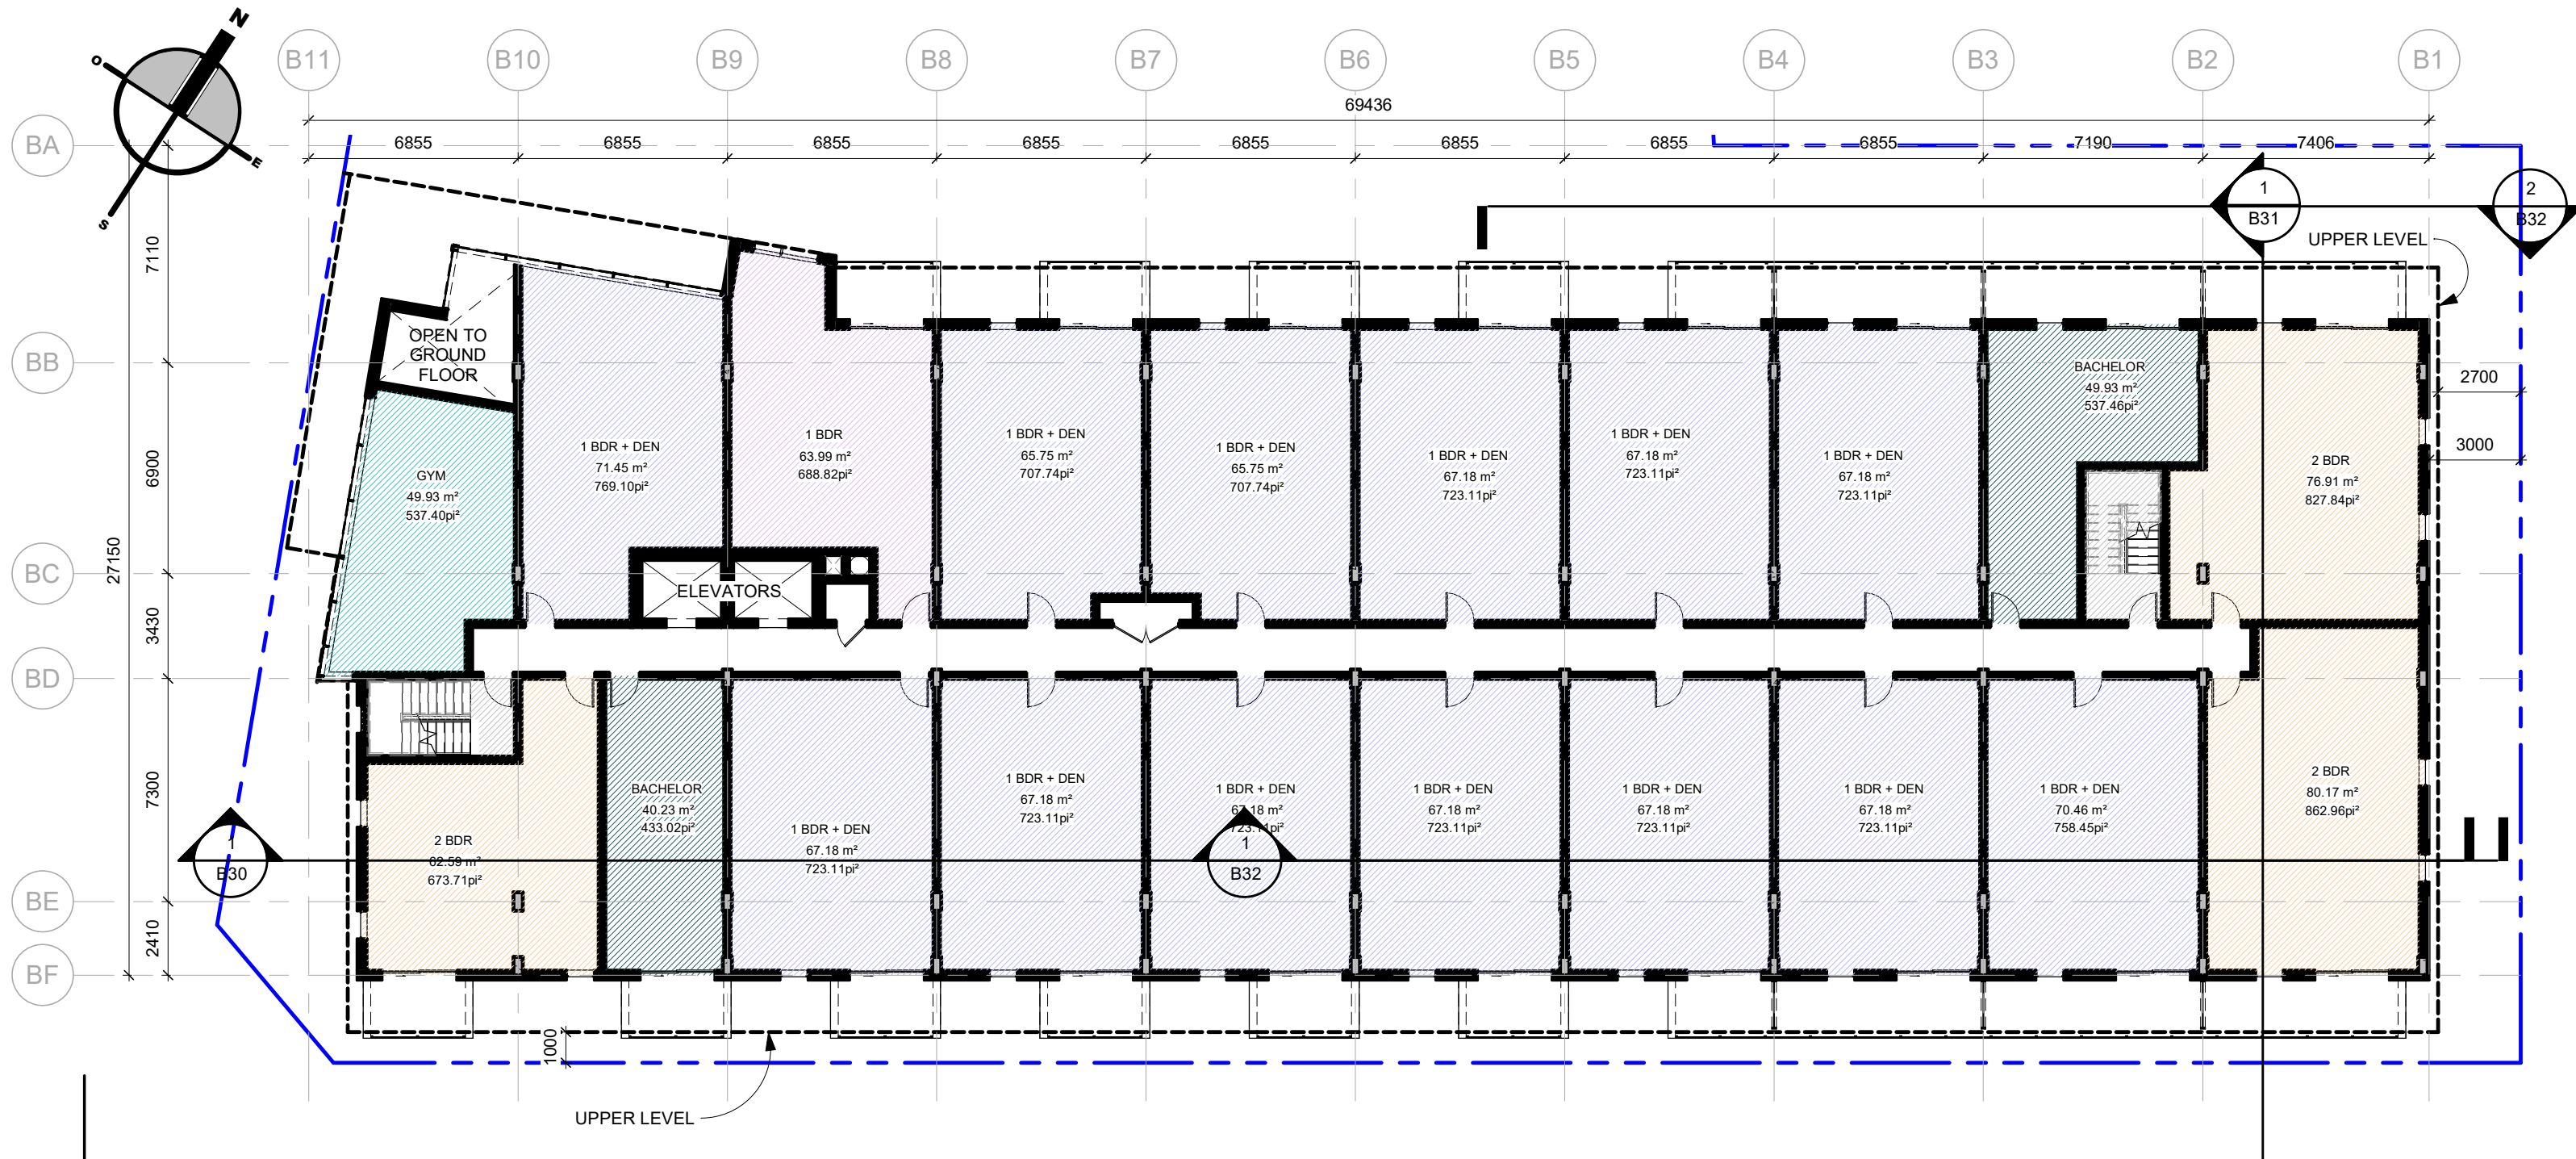 N
O
E
S
B11
B10
B9
B8
B7
B6
B5
B4
B3
B2
B1
69436
6855
6855
6855
6855
6855
6855
6855
6855
7190
7406
BA
BB
BC
BD
BE
BF
27150
7110
6900
3430
7300
2410
1
B31
2
B32
UPPER LEVEL
2700
3000
OPEN TO
GROUND
FLOOR
GYM
49.93 m²
537.40pi²
1 BDR + DEN
71.45 m²
769.10pi²
1 BDR
63.99 m²
688.82pi²
1 BDR + DEN
65.75 m²
707.74pi²
1 BDR + DEN
65.75 m²
707.74pi²
1 BDR + DEN
67.18 m²
723.11pi²
1 BDR + DEN
67.18 m²
723.11pi²
1 BDR + DEN
67.18 m²
723.11pi²
BACHELOR
49.93 m²
537.46pi²
2 BDR
76.91 m²
827.84pi²
ELEVATORS
2 BDR
62.59 m²
673.71pi²
BACHELOR
40.23 m²
433.02pi²
1 BDR + DEN
67.18 m²
723.11pi²
1 BDR + DEN
67.18 m²
723.11pi²
1 BDR + DEN
67.18 m²
723.11pi²
1 BDR + DEN
67.18 m²
723.11pi²
1 BDR + DEN
67.18 m²
723.11pi²
1 BDR + DEN
67.18 m²
723.11pi²
1 BDR + DEN
70.46 m²
758.45pi²
2 BDR
80.17 m²
862.96pi²
1
B30
1
B32
1000
UPPER LEVEL